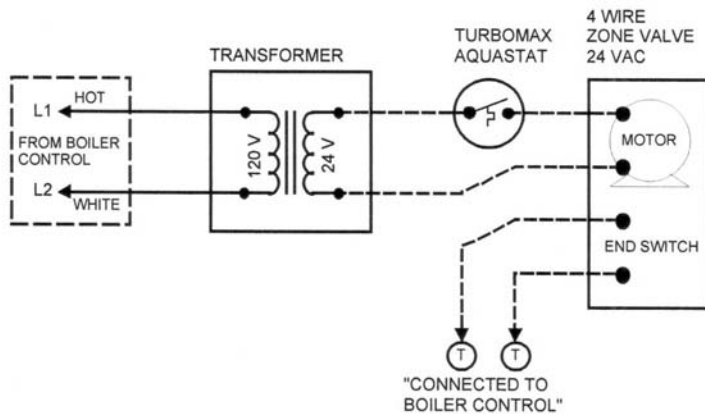 4 WIRE
ZONE VALVE
24 VAC
TURBOMAX
AQUASTAT
TRANSFORMER
L1
HOT
FROM BOILER
CONTROL
L2
WHITE
120 V
24 V
MOTOR
END SWITCH
T
T
"CONNECTED TO
BOILER CONTROL"